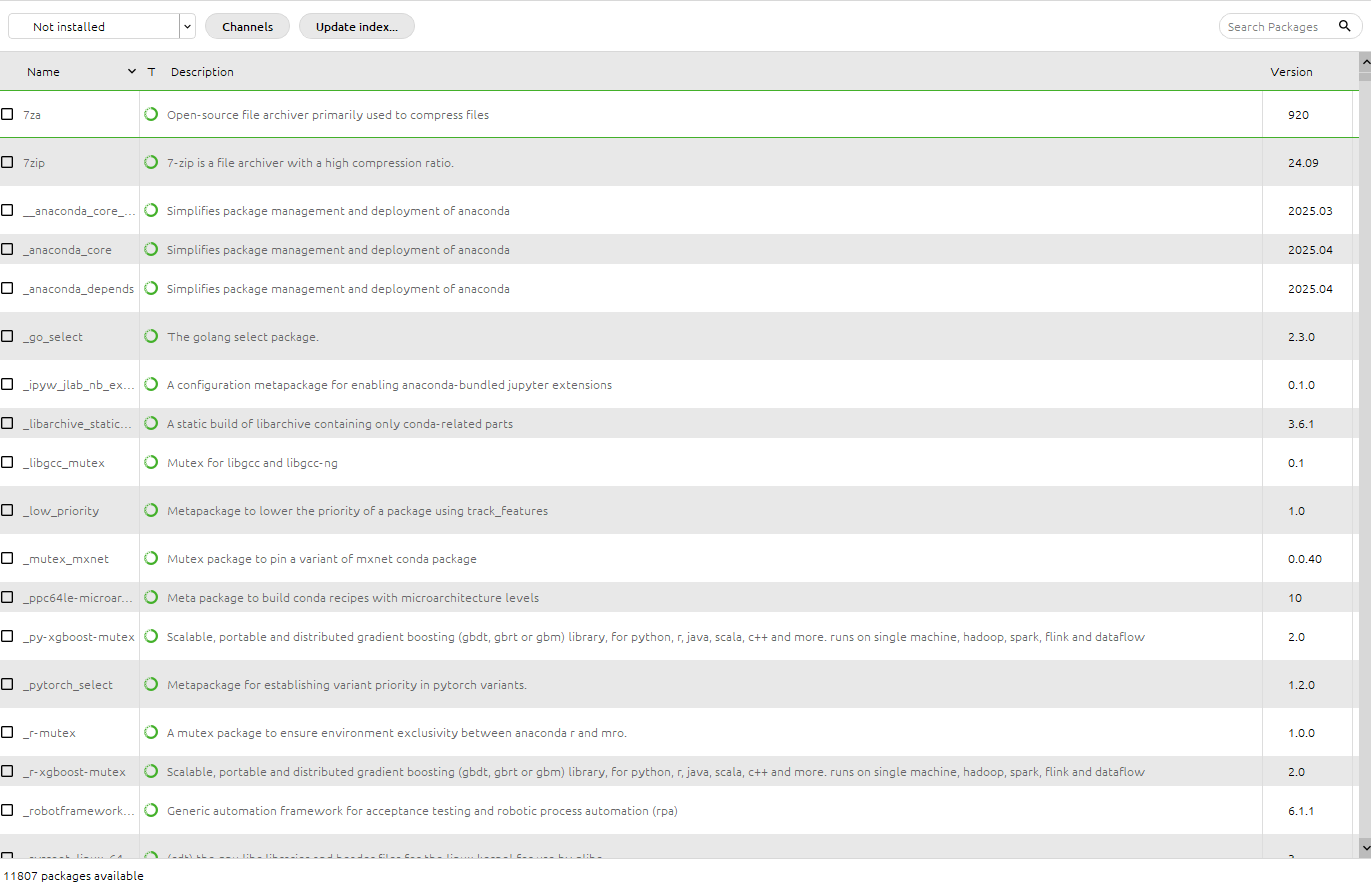 Not installed Channels Update index... Search Packages
Name T Description Version
7za Open-source file archiver primarily used to compress files 920
7zip 7-zip is a file archiver with a high compression ratio. 24.09
__anaconda_core_... Simplifies package management and deployment of anaconda 2025.03
_anaconda_core Simplifies package management and deployment of anaconda 2025.04
_anaconda_depends Simplifies package management and deployment of anaconda 2025.04
_go_select The golang select package. 2.3.0
_ipyw_jlab_nb_ex... A configuration metapackage for enabling anaconda-bundled jupyter extensions 0.1.0
_libarchive_static... A static build of libarchive containing only conda-related parts 3.6.1
_libgcc_mutex Mutex for libgcc and libgcc-ng 0.1
_low_priority Metapackage to lower the priority of a package using track_features 1.0
_mutex_mxnet Mutex package to pin a variant of mxnet conda package 0.0.40
_ppc64le-microar... Meta package to build conda recipes with microarchitecture levels 10
_py-xgboost-mutex Scalable, portable and distributed gradient boosting (gbdt, gbrt or gbm) library, for python, r, java, scala, c++ and more. runs on single machine, hadoop, spark, flink and dataflow 2.0
_pytorch_select Metapackage for establishing variant priority in pytorch variants. 1.2.0
_r-mutex A mutex package to ensure environment exclusivity between anaconda r and mro. 1.0.0
_r-xgboost-mutex Scalable, portable and distributed gradient boosting (gbdt, gbrt or gbm) library, for python, r, java, scala, c++ and more. runs on single machine, hadoop, spark, flink and dataflow 2.0
_robotframework... Generic automation framework for acceptance testing and robotic process automation (rpa) 6.1.1
11807 packages available